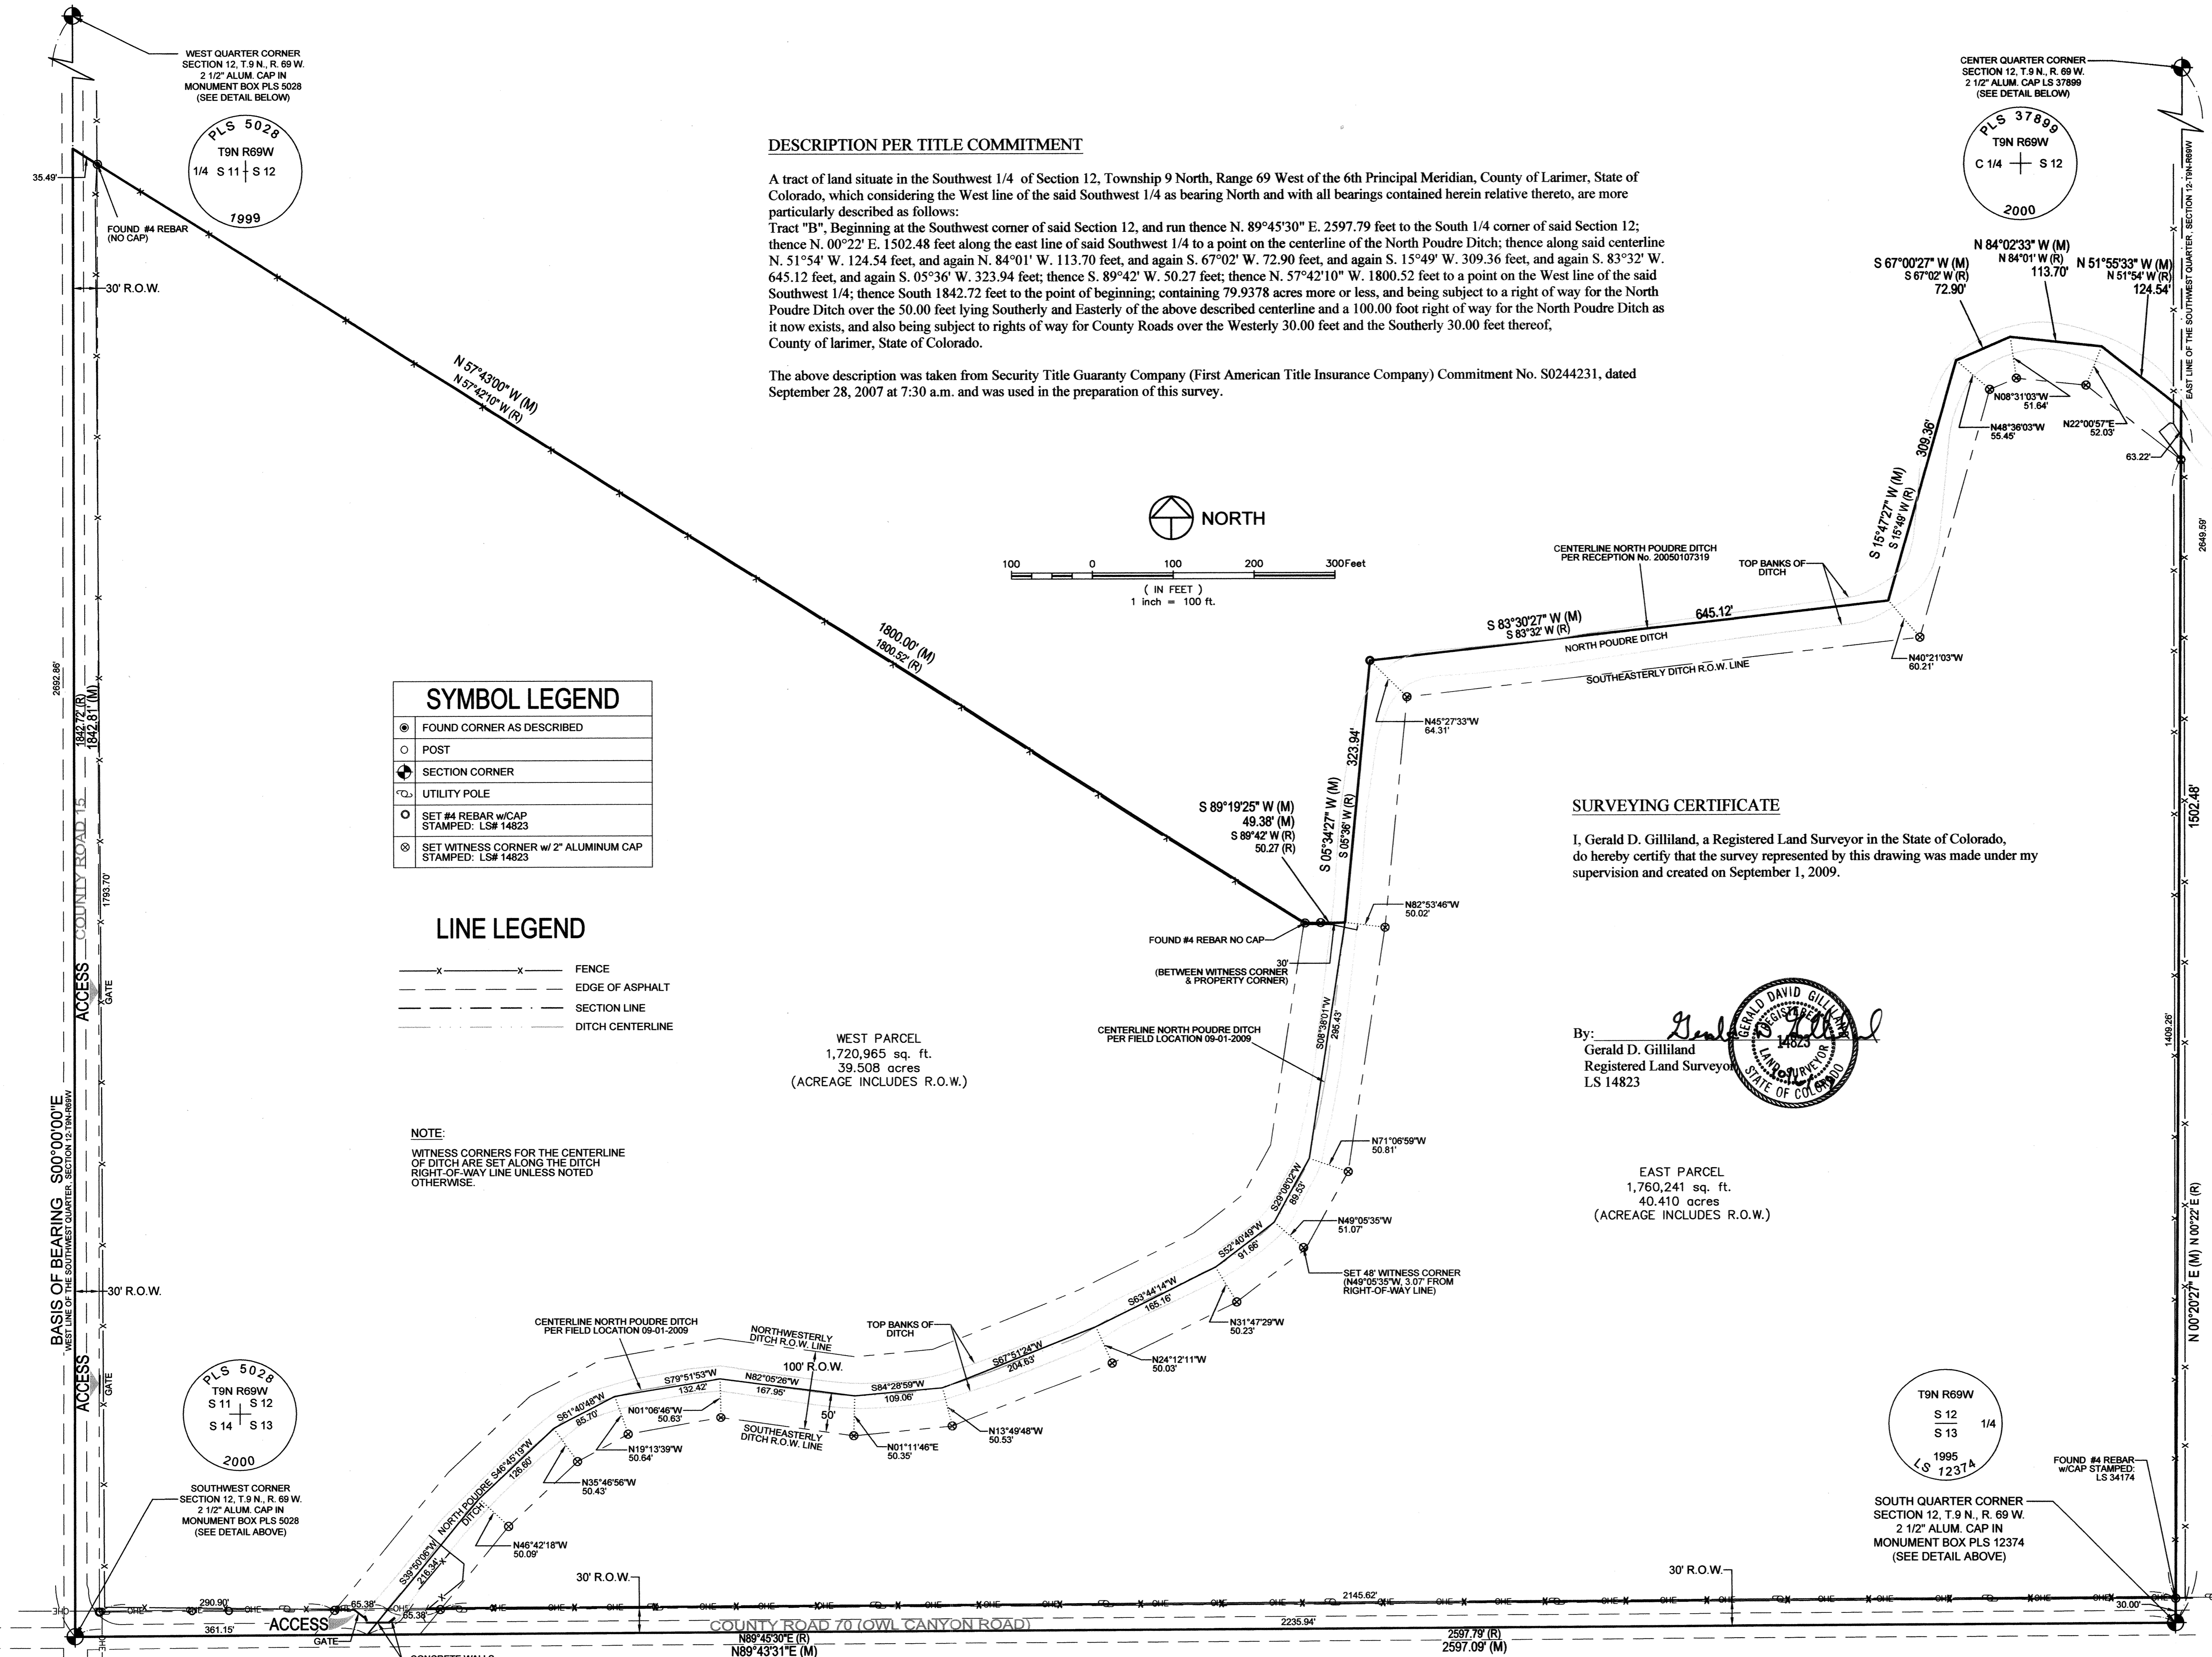 WEST QUARTER CORNER
SECTION 12, T.9 N., R. 69 W.
2 1/2" ALUM. CAP IN
MONUMENT BOX PLS 5028
(SEE DETAIL BELOW)
PLS 5028
T9N R69W
1/4 S 11 S 12
1999
35.49'
FOUND #4 REBAR
(NO CAP)
30' R.O.W.
CENTER QUARTER CORNER
SECTION 12, T.9 N., R. 69 W.
2 1/2" ALUM. CAP LS 37899
(SEE DETAIL BELOW)
PLS 37899
T9N R69W
C 1/4 S 12
2000
DESCRIPTION PER TITLE COMMITMENT
A tract of land situate in the Southwest 1/4 of Section 12, Township 9 North, Range 69 West of the 6th Principal Meridian, County of Larimer, State of
Colorado, which considering the West line of the said Southwest 1/4 as bearing North and with all bearings contained herein relative thereto, are more
particularly described as follows:
Tract "B", Beginning at the Southwest corner of said Section 12, and run thence N. 89°45'30" E. 2597.79 feet to the South 1/4 corner of said Section 12;
thence N. 00°22' E. 1502.48 feet along the east line of said Southwest 1/4 to a point on the centerline of the North Poudre Ditch; thence along said centerline
N. 51°54' W. 124.54 feet, and again N. 84°01' W. 113.70 feet, and again S. 67°02' W. 72.90 feet, and again S. 15°49' W. 309.36 feet, and again S. 83°32' W.
645.12 feet, and again S. 05°36' W. 323.94 feet; thence S. 89°42' W. 50.27 feet; thence N. 57°42'10" W. 1800.52 feet to a point on the West line of the said
Southwest 1/4; thence South 1842.72 feet to the point of beginning; containing 79.9378 acres more or less, and being subject to a right of way for the North
Poudre Ditch over the 50.00 feet lying Southerly and Easterly of the above described centerline and a 100.00 foot right of way for the North Poudre Ditch as
it now exists, and also being subject to rights of way for County Roads over the Westerly 30.00 feet and the Southerly 30.00 feet thereof,
County of larimer, State of Colorado.
The above description was taken from Security Title Guaranty Company (First American Title Insurance Company) Commitment No. S0244231, dated
September 28, 2007 at 7:30 a.m. and was used in the preparation of this survey.
S 67°00'27" W (M)
S 67°02' W (R)
72.90'
N 84°02'33" W (M)
N 84°01' W (R)
113.70'
N 51°55'33" W (M)
N 51°54' W (R)
124.54'
EAST LINE OF THE SOUTHWEST QUARTER, SECTION 12-T9N-R69W
N08°31'03"W
51.64'
N48°36'03"W
55.45'
N22°00'57"E
52.03'
63.22'
309.36'
S 15°47'27" W (M)
S 15°49' W (R)
2649.59'
N 57°43'00" W (M)
N 57°42'10" W (R)
NORTH
100 0 100 200 300Feet
( IN FEET )
1 inch = 100 ft.
CENTERLINE NORTH POUDRE DITCH
PER RECEPTION No. 20050107319
TOP BANKS OF
DITCH
645.12'
S 83°30'27" W (M)
S 83°32' W (R)
NORTH POUDRE DITCH
SOUTHEASTERLY DITCH R.O.W. LINE
N40°21'03"W
60.21'
1800.00' (M)
1800.52' (R)
2692.86'
1842.72' (R)
1842.81' (M)
COUNTY ROAD 15
1793.70'
SYMBOL LEGEND
FOUND CORNER AS DESCRIBED
POST
SECTION CORNER
UTILITY POLE
SET #4 REBAR w/CAP
STAMPED: LS# 14823
SET WITNESS CORNER w/ 2" ALUMINUM CAP
STAMPED: LS# 14823
N45°27'33"W
64.31'
323.94'
S 05°34'27" W (M)
S 05°36' W (R)
S 89°19'25" W (M)
49.38' (M)
S 89°42' W (R)
50.27 (R)
SURVEYING CERTIFICATE
I, Gerald D. Gilliland, a Registered Land Surveyor in the State of Colorado,
do hereby certify that the survey represented by this drawing was made under my
supervision and created on September 1, 2009.
1502.48'
LINE LEGEND
FENCE
EDGE OF ASPHALT
SECTION LINE
DITCH CENTERLINE
N82°53'46"W
50.02'
FOUND #4 REBAR NO CAP
30'
(BETWEEN WITNESS CORNER
& PROPERTY CORNER)
ACCESS
GATE
S08°38'01"W
295.43'
CENTERLINE NORTH POUDRE DITCH
PER FIELD LOCATION 09-01-2009
WEST PARCEL
1,720,965 sq. ft.
39.508 acres
(ACREAGE INCLUDES R.O.W.)
By:
Gerald D. Gilliland
Registered Land Surveyor
LS 14823
GERALD DAVID GILLILAND
REGISTERED
14823
LAND SURVEYOR
STATE OF COLORADO
1409.26'
NOTE:
WITNESS CORNERS FOR THE CENTERLINE
OF DITCH ARE SET ALONG THE DITCH
RIGHT-OF-WAY LINE UNLESS NOTED
OTHERWISE.
N71°06'59"W
50.81'
EAST PARCEL
1,760,241 sq. ft.
40.410 acres
(ACREAGE INCLUDES R.O.W.)
BASIS OF BEARING S00°00'00"E
WEST LINE OF THE SOUTHWEST QUARTER, SECTION 12-T9N-R69W
30' R.O.W.
S29°08'02"W
89.53'
N49°05'35"W
51.07'
S52°40'49"W
91.66'
SET 48' WITNESS CORNER
(N49°05'35"W, 3.07' FROM
RIGHT-OF-WAY LINE)
S63°44'14"W
165.16'
N31°47'29"W
50.23'
N 00°20'27" E (M) N 00°22' E (R)
CENTERLINE NORTH POUDRE DITCH
PER FIELD LOCATION 09-01-2009
NORTHWESTERLY
DITCH R.O.W. LINE
TOP BANKS OF
DITCH
100' R.O.W.
S67°51'24"W
204.63'
N24°12'11"W
50.03'
S79°51'53"W
132.42'
N82°05'26"W
167.95'
S84°28'59"W
109.06'
S61°40'48"W
85.70'
N01°06'46"W
50.63'
50'
SOUTHEASTERLY
DITCH R.O.W. LINE
N13°49'48"W
50.53'
N01°11'46"E
50.35'
N19°13'39"W
50.64'
N35°46'56"W
50.43'
S46°45'19"W
126.60'
NORTH POUDRE
DITCH
N46°42'18"W
50.09'
S39°50'06"W
216.34'
ACCESS
GATE
PLS 5028
T9N R69W
S 11 S 12
S 14 S 13
2000
SOUTHWEST CORNER
SECTION 12, T.9 N., R. 69 W.
2 1/2" ALUM. CAP IN
MONUMENT BOX PLS 5028
(SEE DETAIL ABOVE)
T9N R69W
S 12
1/4
S 13
1995
LS 12374
FOUND #4 REBAR
w/CAP STAMPED:
LS 34174
SOUTH QUARTER CORNER
SECTION 12, T.9 N., R. 69 W.
2 1/2" ALUM. CAP IN
MONUMENT BOX PLS 12374
(SEE DETAIL ABOVE)
30' R.O.W.
30' R.O.W.
290.90'
65.38'
65.38'
2145.62'
30.00'
OHE
361.15'
ACCESS
GATE
COUNTY ROAD 70 (OWL CANYON ROAD)
2235.94'
N89°45'30"E (R)
N89°43'31"E (M)
2597.79' (R)
2597.09' (M)